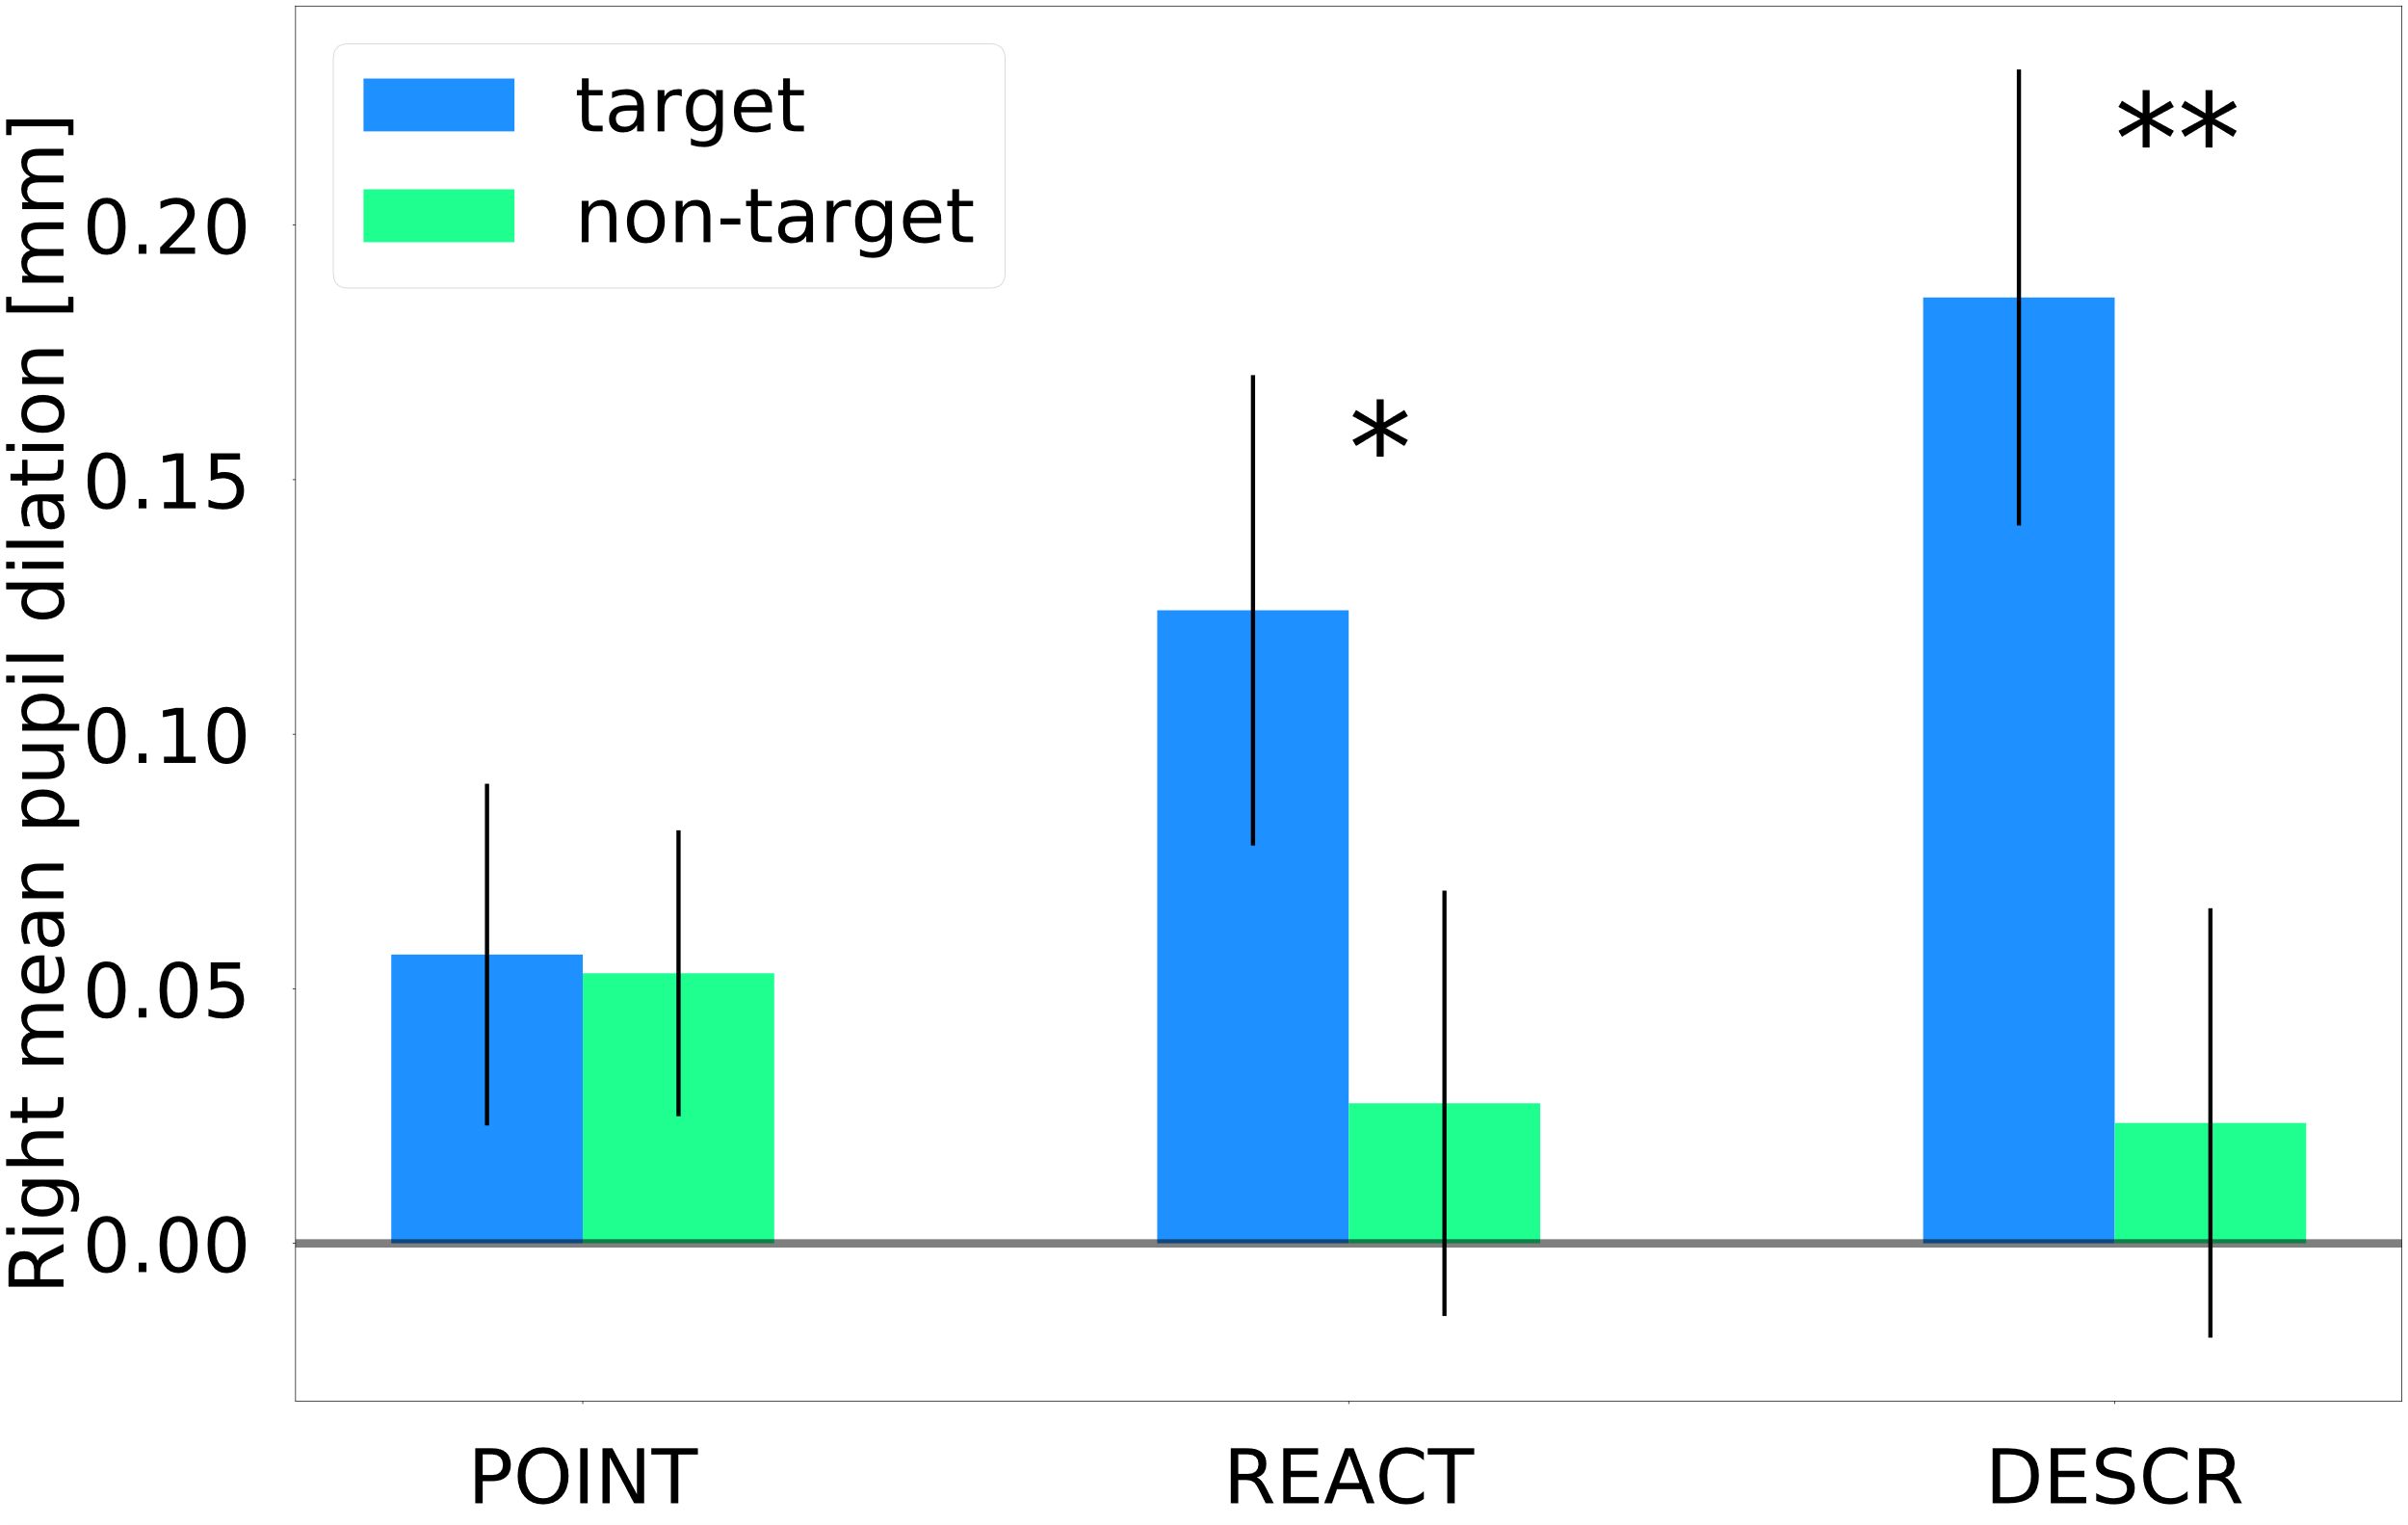 Right mean pupil dilation [mm]
target
non-target
**
*
0.20
0.15
0.10
0.05
0.00
POINT
REACT
DESCR